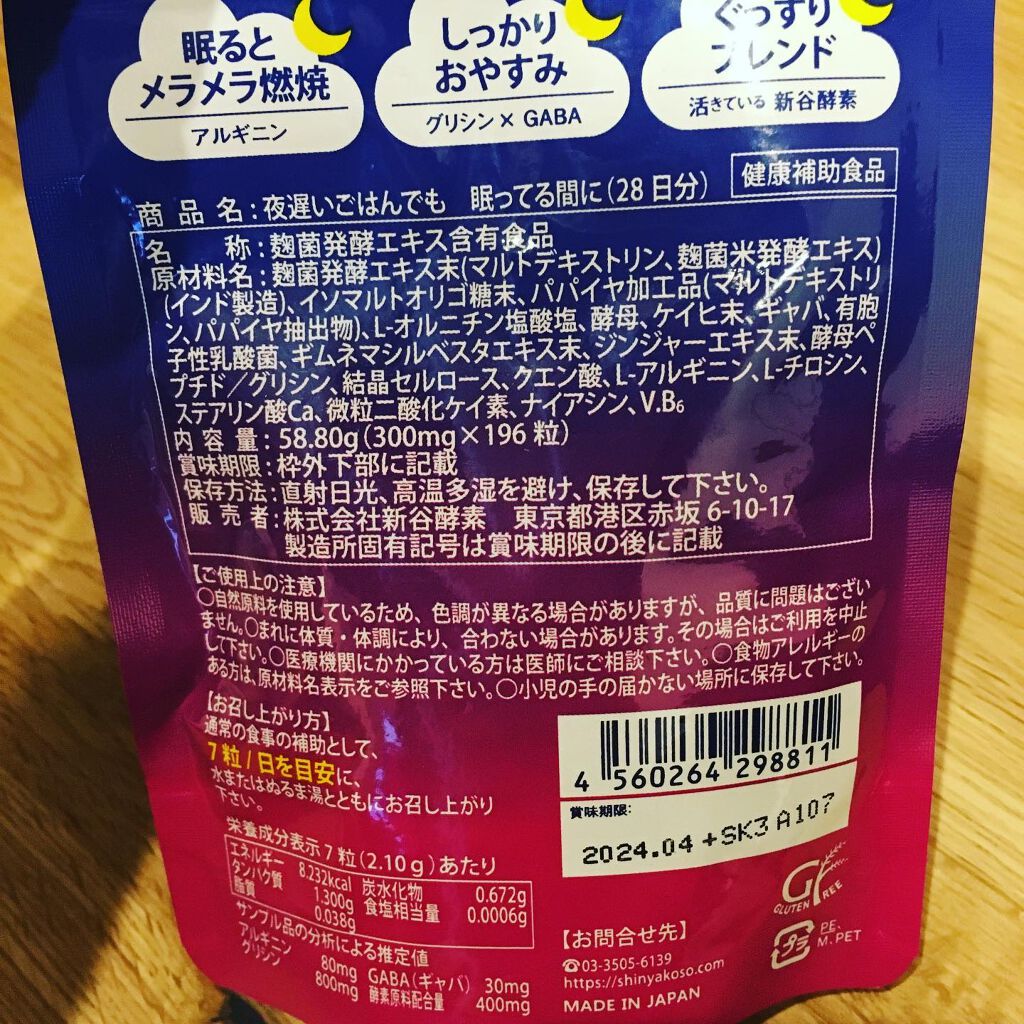 眠ると
メラメラ燃焼
アルギニン
しっかり
おやすみ
グリシン× GABA
ぐっすり
ブレンド
活きている 新谷酵素
健康補助食品
商品名:夜遅いごはんでも 眠ってる間に(28日分)
名称:麹菌発酵エキス含有食品
原材料名:麹菌発酵エキス末(マルトデキストリン、麹菌米発酵エキス)
(インド製造)、イソマルトオリゴ糖末、パパイヤ加工品(マルトデキストリ
ン、パパイヤ抽出物)、L-オルニチン塩酸塩、酵母、ケイヒ末、ギャバ、有胞
子性乳酸菌、ギムネマシルベスタエキス末、ジンジャーエキス末、酵母ペ
プチド/グリシン、結晶セルロース、クエン酸、L-アルギニン、L-チロシン、
ステアリン酸Ca、微粒二酸化ケイ素、ナイアシン、V.B₆
内容量:58.80g(300mg×196粒)
賞味期限:枠外下部に記載
保存方法:直射日光、高温多湿を避け、保存して下さい。
販売者:株式会社新谷酵素 東京都港区赤坂6-10-17
製造所固有記号は賞味期限の後に記載
【ご使用上の注意】
○自然原料を使用しているため、色調が異なる場合がありますが、品質に問題はござい
ません。○まれに体質・体調により、合わない場合があります。その場合はご利用を中止
して下さい。○医療機関にかかっている方は医師にご相談下さい。○食物アレルギーの
ある方は、原材料名表示をご参照下さい。○小児の手の届かない場所に保存して下さい。
【お召し上がり方】
通常の食事の補助として、
7粒/日を目安に、
水またはぬるま湯とともにお召し上がり
下さい。
4 560264 298811
賞味期限:
2024.04 +SK3 A107
栄養成分表示7粒(2.10g)あたり
エネルギー 8.232kcal 炭水化物 0.672g
タンパク質 1.300g 食塩相当量 0.0006g
脂質 0.038g
サンプル品の分析による推定値
アルギニン 80mg GABA(ギャバ) 30mg
グリシン 800mg 酵素原料配合量 400mg
GF
GLUTEN FREE
【お問合せ先】
☎03-3505-6139
https://shinyakoso.com
MADE IN JAPAN
プラ
PE,
M.PET